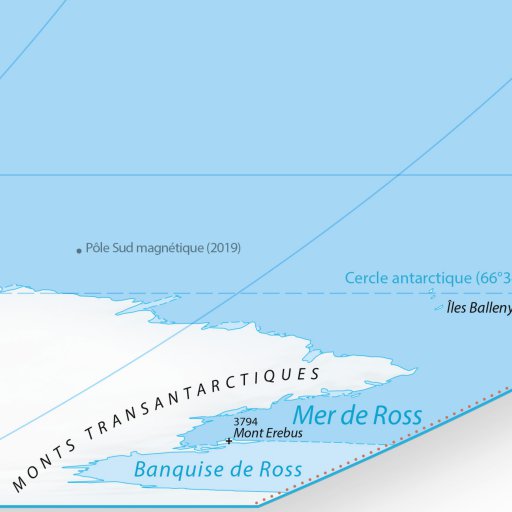 Pôle Sud magnétique (2019)
Cercle antarctique (66°3
Îles Balleny
MONTS TRANSANTARCTIQUES
Mer de Ross
3794
Mont Erebus
Banquise de Ross